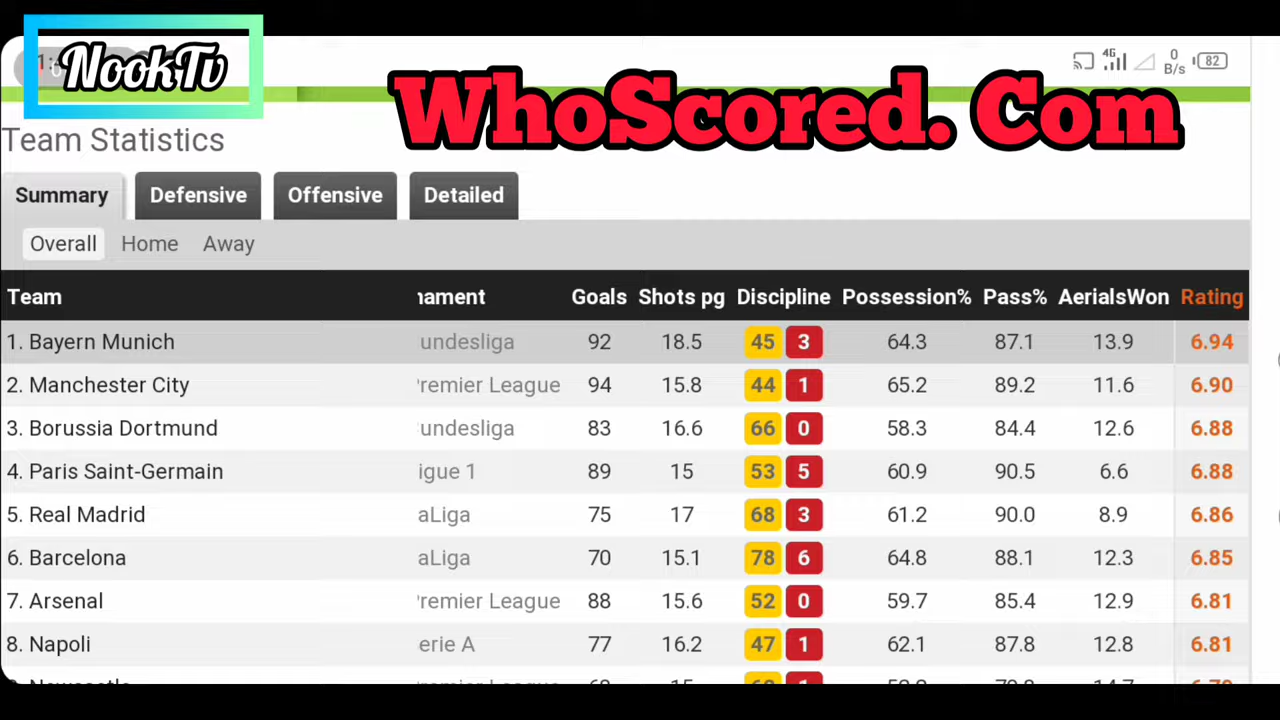 NookTv
WhoScored. Com
4G 0 B/s 82
Team Statistics
Summary Defensive Offensive Detailed
Overall Home Away
Team nament Goals Shots pg Discipline Possession% Pass% AerialsWon Rating
1. Bayern Munich undesliga 92 18.5 45 3 64.3 87.1 13.9 6.94
2. Manchester City Premier League 94 15.8 44 1 65.2 89.2 11.6 6.90
3. Borussia Dortmund undesliga 83 16.6 66 0 58.3 84.4 12.6 6.88
4. Paris Saint-Germain igue 1 89 15 53 5 60.9 90.5 6.6 6.88
5. Real Madrid aLiga 75 17 68 3 61.2 90.0 8.9 6.86
6. Barcelona aLiga 70 15.1 78 6 64.8 88.1 12.3 6.85
7. Arsenal Premier League 88 15.6 52 0 59.7 85.4 12.9 6.81
8. Napoli erie A 77 16.2 47 1 62.1 87.8 12.8 6.81